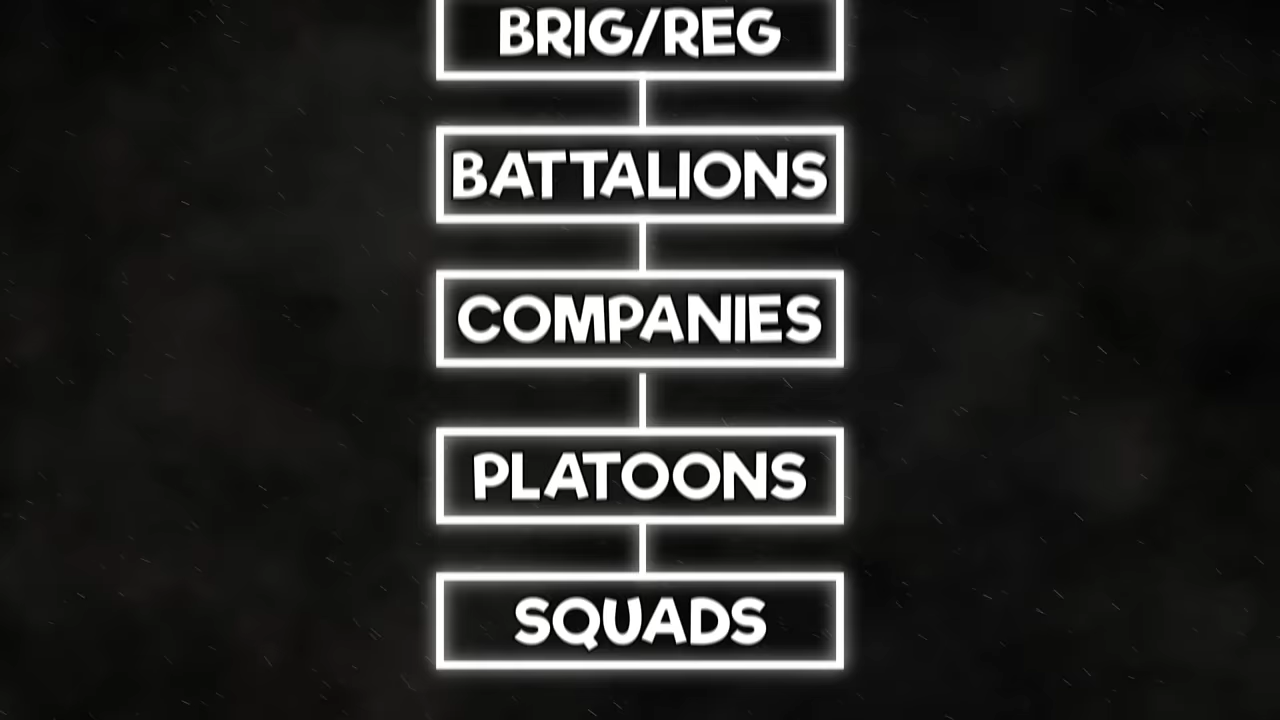 BRIG/REG
BATTALIONS
COMPANIES
PLATOONS
SQUADS